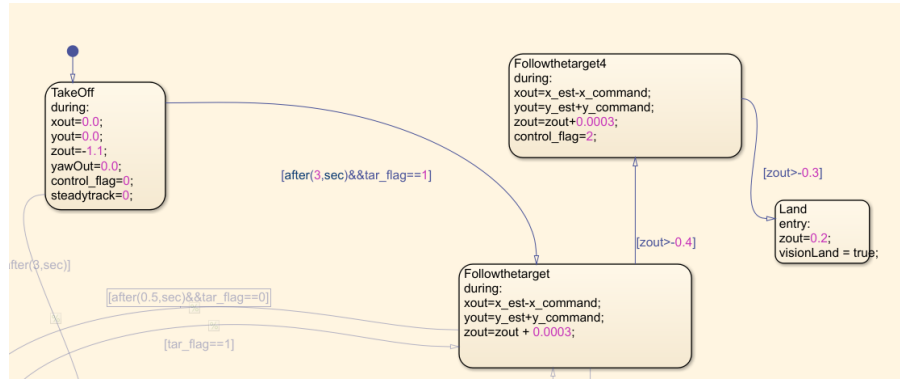 TakeOff
during:
xout=0.0;
yout=0.0;
zout=-1.1;
yawOut=0.0;
control_flag=0;
steadytrack=0;
[after(3,sec)&&tar_flag==1]
Followthetarget4
during:
xout=x_est-x_command;
yout=y_est+y_command;
zout=zout+0.0003;
control_flag=2;
[zout>-0.3]
Land
entry:
zout=0.2;
visionLand = true;
[zout>-0.4]
Followthetarget
during:
xout=x_est-x_command;
yout=y_est+y_command;
zout=zout + 0.0003;
fter(3,sec)]
[after(0.5,sec)&&tar_flag==0]
[tar_flag==1]